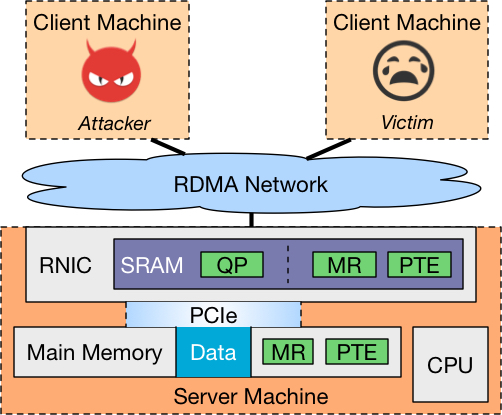 Client Machine
Client Machine
Attacker
Victim
RDMA Network
RNIC
SRAM
QP
MR
PTE
PCIe
Main Memory
Data
MR
PTE
CPU
Server Machine